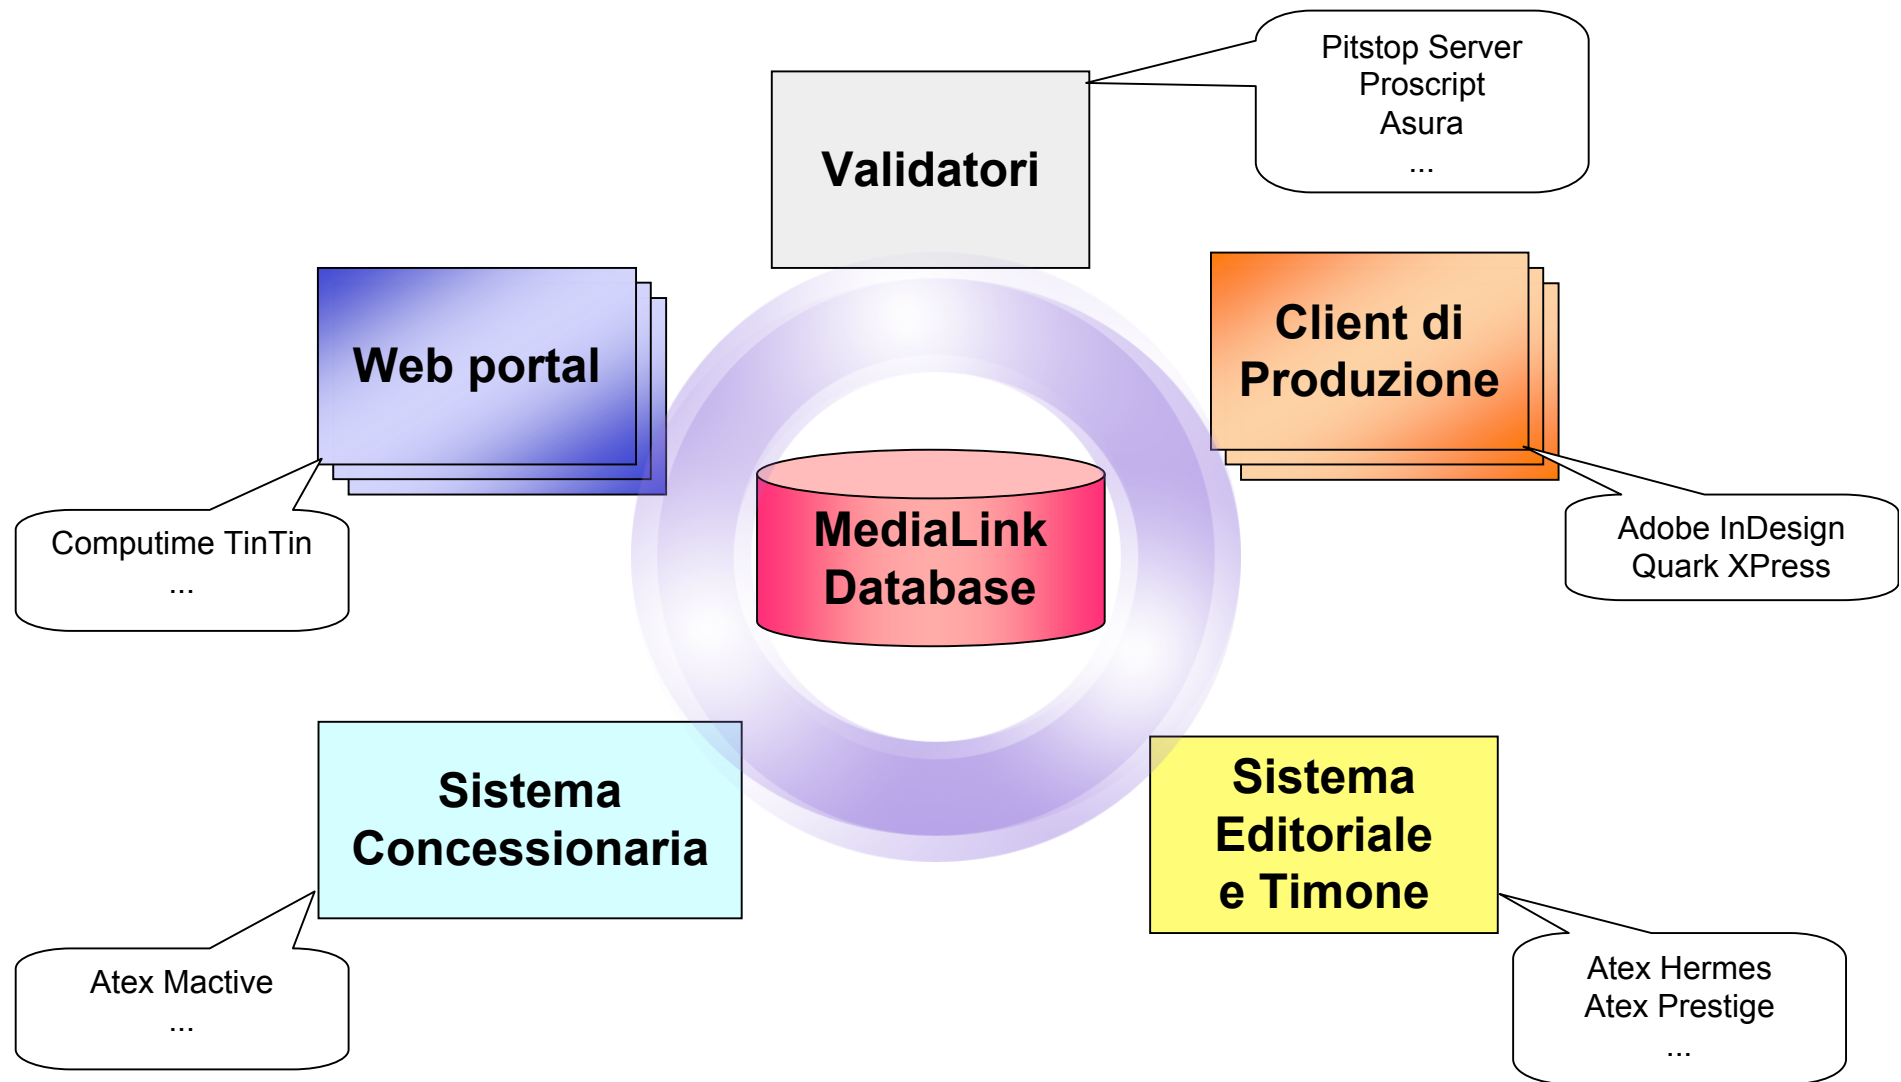 Pitstop Server
Proscript
Asura
...
Validatori
Web portal
Client di
Produzione
Computime TinTin
...
MediaLink
Database
Adobe InDesign
Quark XPress
Sistema
Concessionaria
Sistema
Editoriale
e Timone
Atex Mactive
...
Atex Hermes
Atex Prestige
...